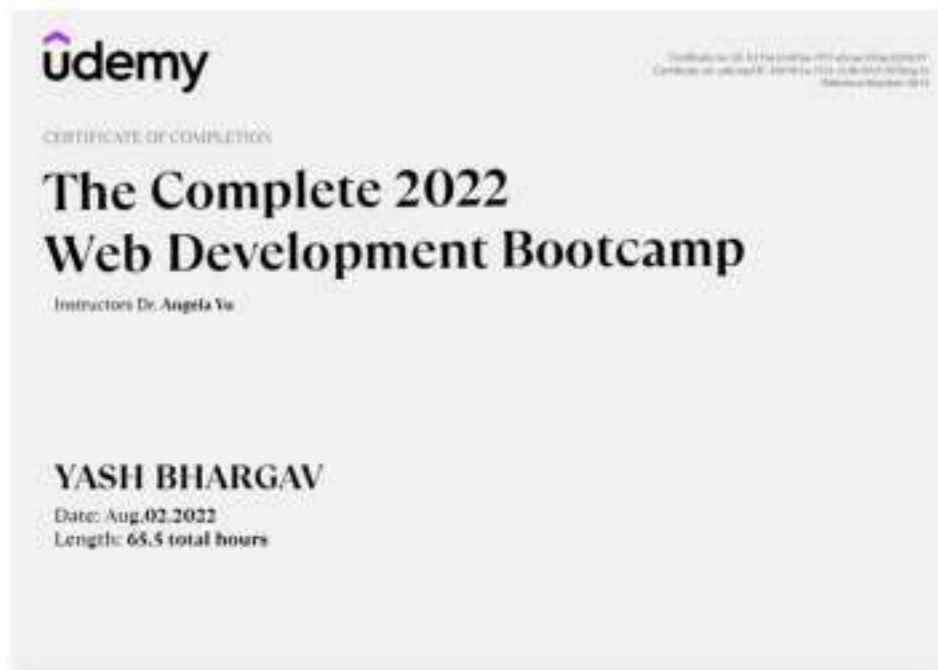 udemy
CERTIFICATE OF COMPLETION
The Complete 2022
Web Development Bootcamp
Instructors Dr. Angela Yu
YASH BHARGAV
Date: Aug.02.2022
Length: 65.5 total hours